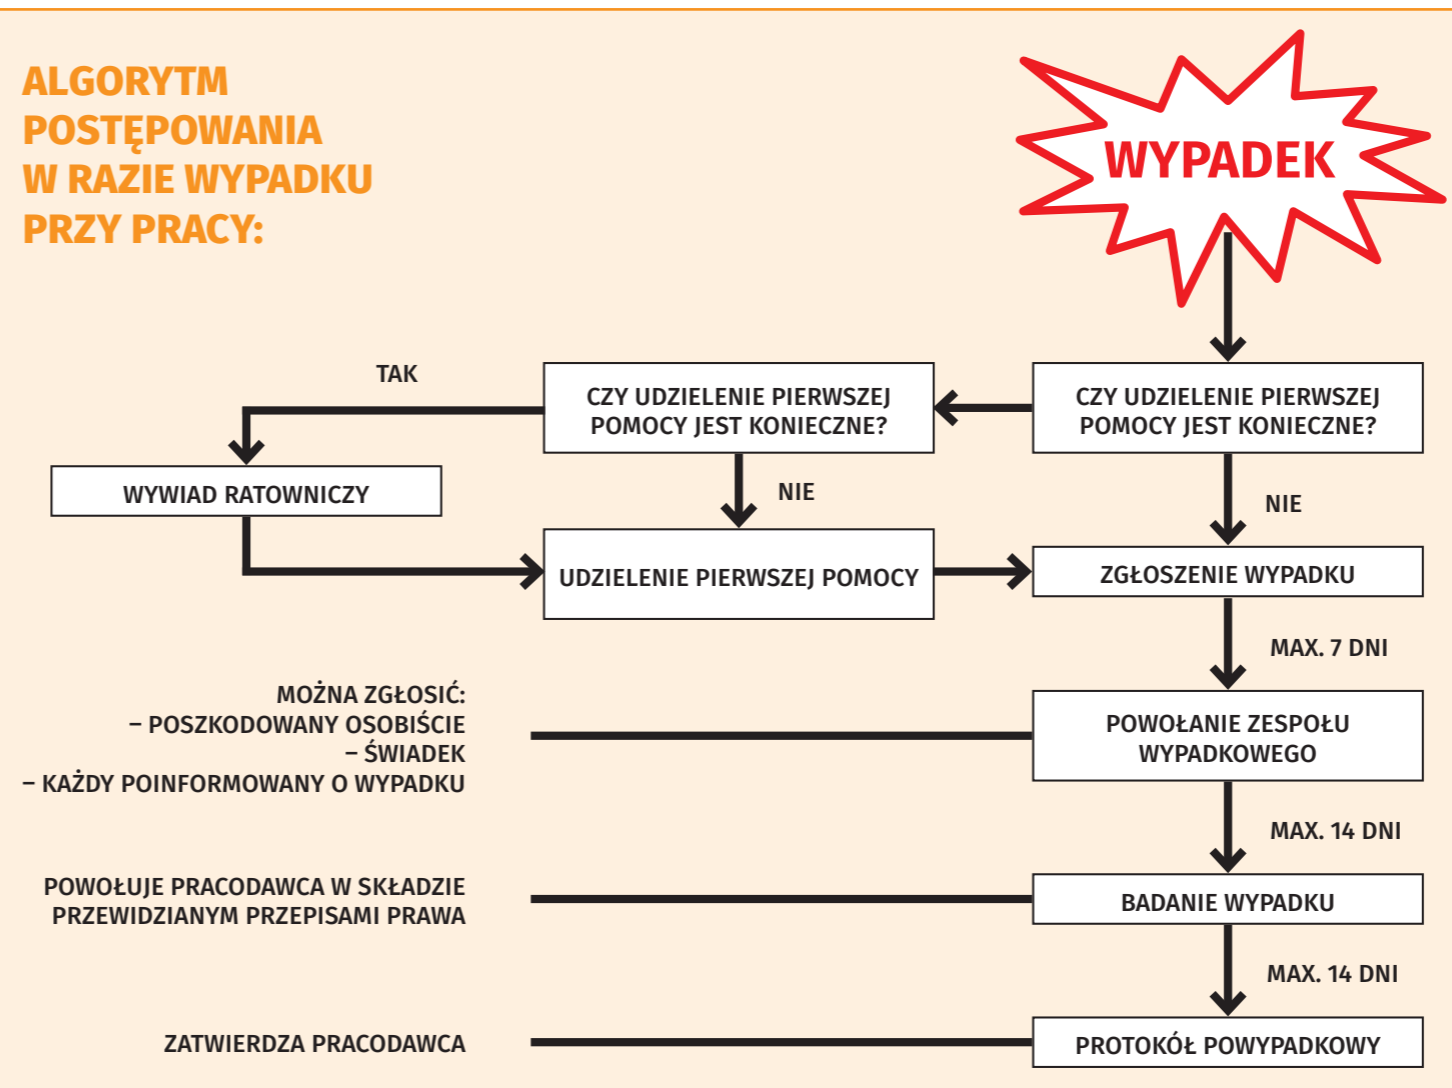 ALGORYTM
POSTĘPOWANIA
W RAZIE WYPADKU
PRZY PRACY:
WYPADEK
TAK
CZY UDZIELENIE PIERWSZEJ
POMOCY JEST KONIECZNE?
CZY UDZIELENIE PIERWSZEJ
POMOCY JEST KONIECZNE?
WYWIAD RATOWNICZY
NIE
NIE
UDZIELENIE PIERWSZEJ POMOCY
ZGŁOSZENIE WYPADKU
MAX. 7 DNI
MOŻNA ZGŁOSIĆ:
– POSZKODOWANY OSOBIŚCIE
– ŚWIADEK
– KAŻDY POINFORMOWANY O WYPADKU
POWOŁANIE ZESPOŁU
WYPADKOWEGO
MAX. 14 DNI
POWOŁUJE PRACODAWCA W SKŁADZIE
PRZEWIDZIANYM PRZEPISAMI PRAWA
BADANIE WYPADKU
MAX. 14 DNI
ZATWIERDZA PRACODAWCA
PROTOKÓŁ POWYPADKOWY